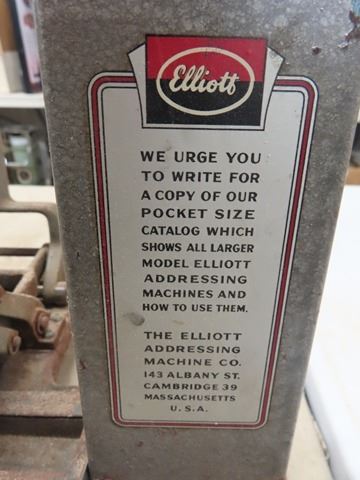 Elliott
WE URGE YOU
TO WRITE FOR
A COPY OF OUR
POCKET SIZE
CATALOG WHICH
SHOWS ALL LARGER
MODEL ELLIOTT
ADDRESSING
MACHINES AND
HOW TO USE THEM.
THE ELLIOTT
ADDRESSING
MACHINE CO.
143 ALBANY ST.
CAMBRIDGE 39
MASSACHUSETTS
U.S.A.